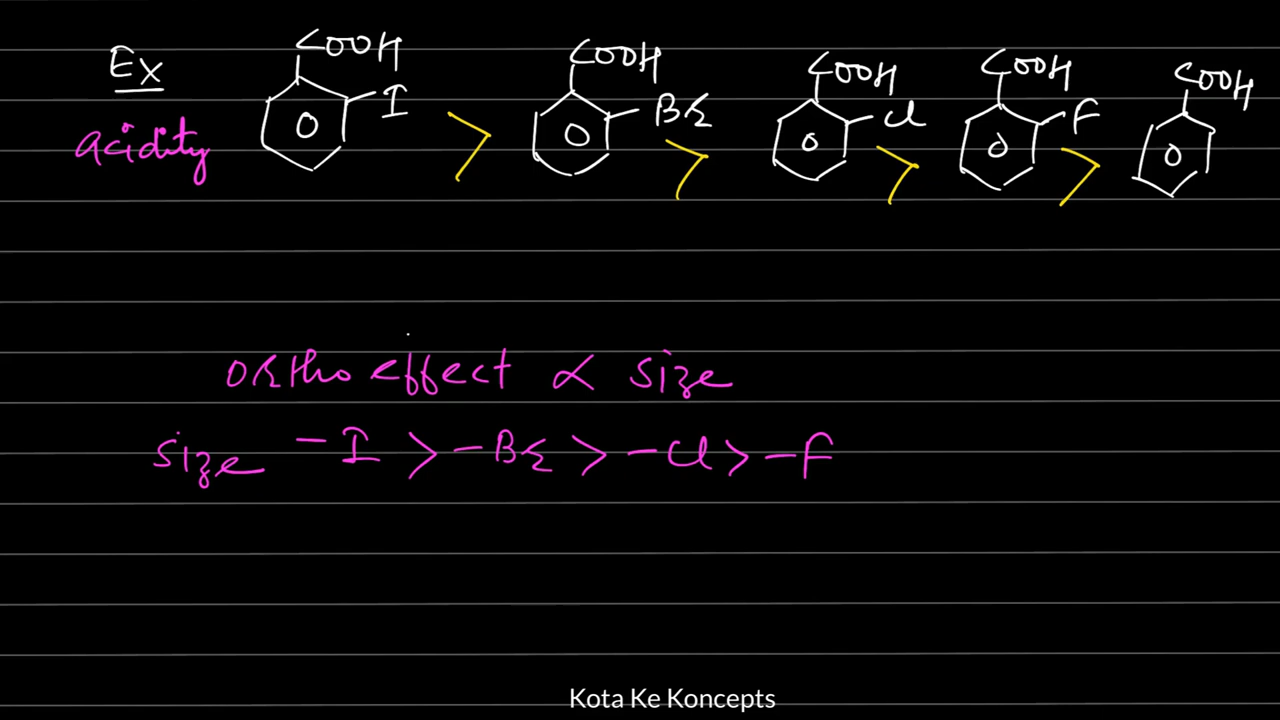 Ex COOH I > COOH Br > COOH Cl > COOH F > COOH
acidity
ortho effect ∝ size
size -I > -Br > -Cl > -F
Kota Ke Koncepts